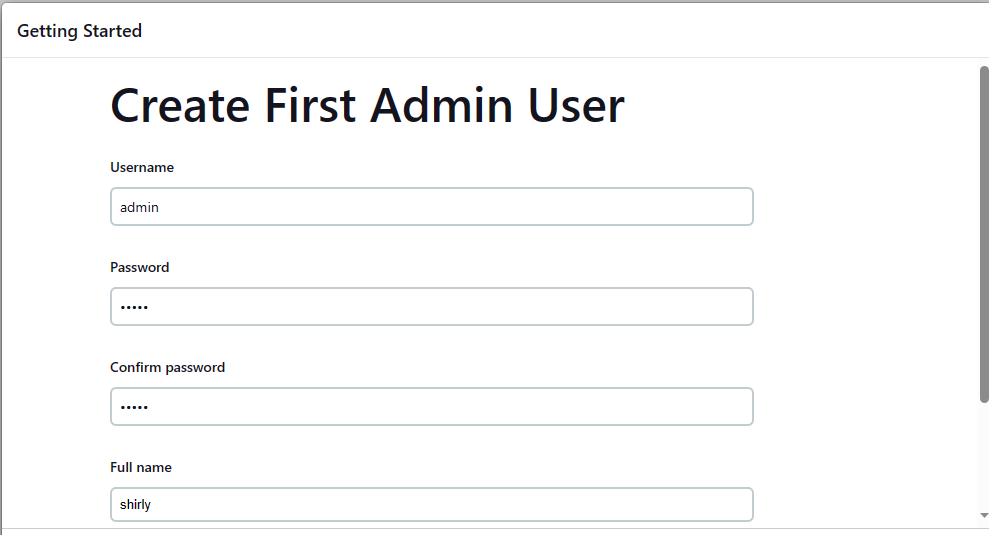 Getting Started
Create First Admin User
Username
admin
Password
•••••
Confirm password
•••••
Full name
shirly